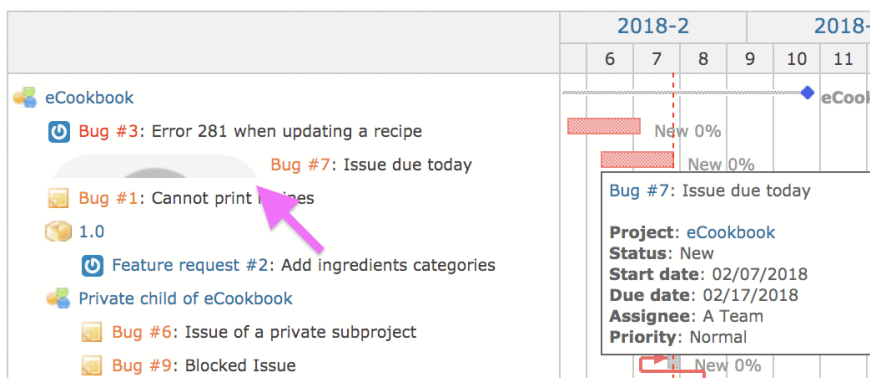 2018-2 2018-
6 7 8 9 10 11
eCookbook
eCook
Bug #3: Error 281 when updating a recipe
New 0%
Bug #7: Issue due today
New 0%
Bug #1: Cannot print
1.0
Feature request #2: Add ingredients categories
Private child of eCookbook
Bug #6: Issue of a private subproject
Bug #9: Blocked Issue
New 0%
Bug #7: Issue due today
Project: eCookbook
Status: New
Start date: 02/07/2018
Due date: 02/17/2018
Assignee: A Team
Priority: Normal